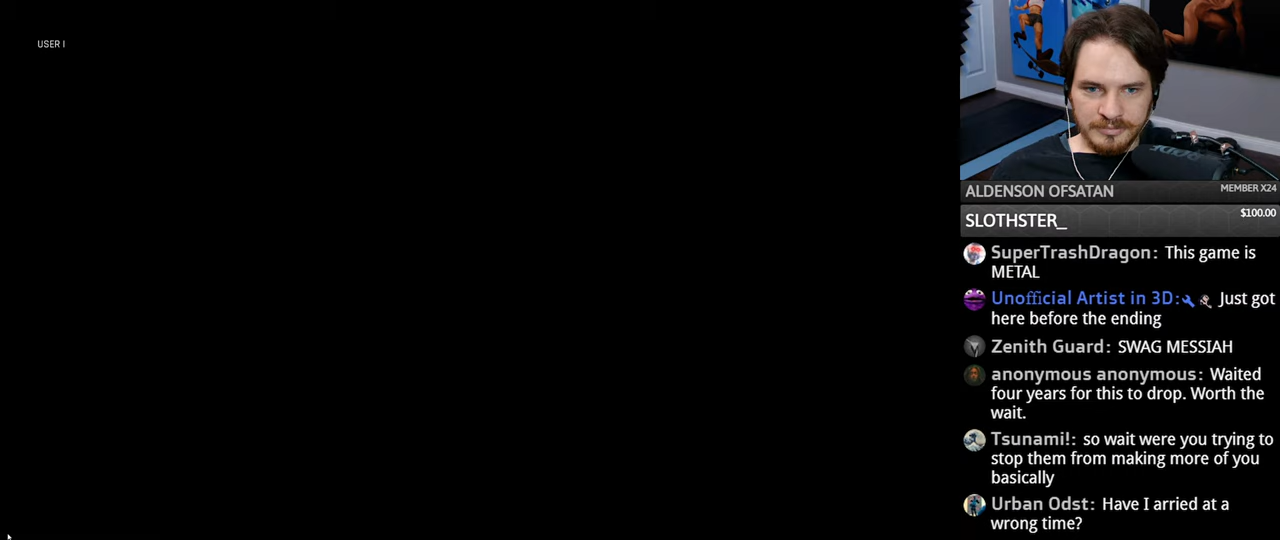 USER I
ALDENSON OFSATAN MEMBER X24
SLOTHSTER_ $100.00
SuperTrashDragon: This game is
METAL
Unofficial Artist in 3D: Just got
here before the ending
Zenith Guard: SWAG MESSIAH
anonymous anonymous: Waited
four years for this to drop. Worth the
wait.
Tsunami!: so wait were you trying to
stop them from making more of you
basically
Urban Odst: Have I arried at a
wrong time?
RODE